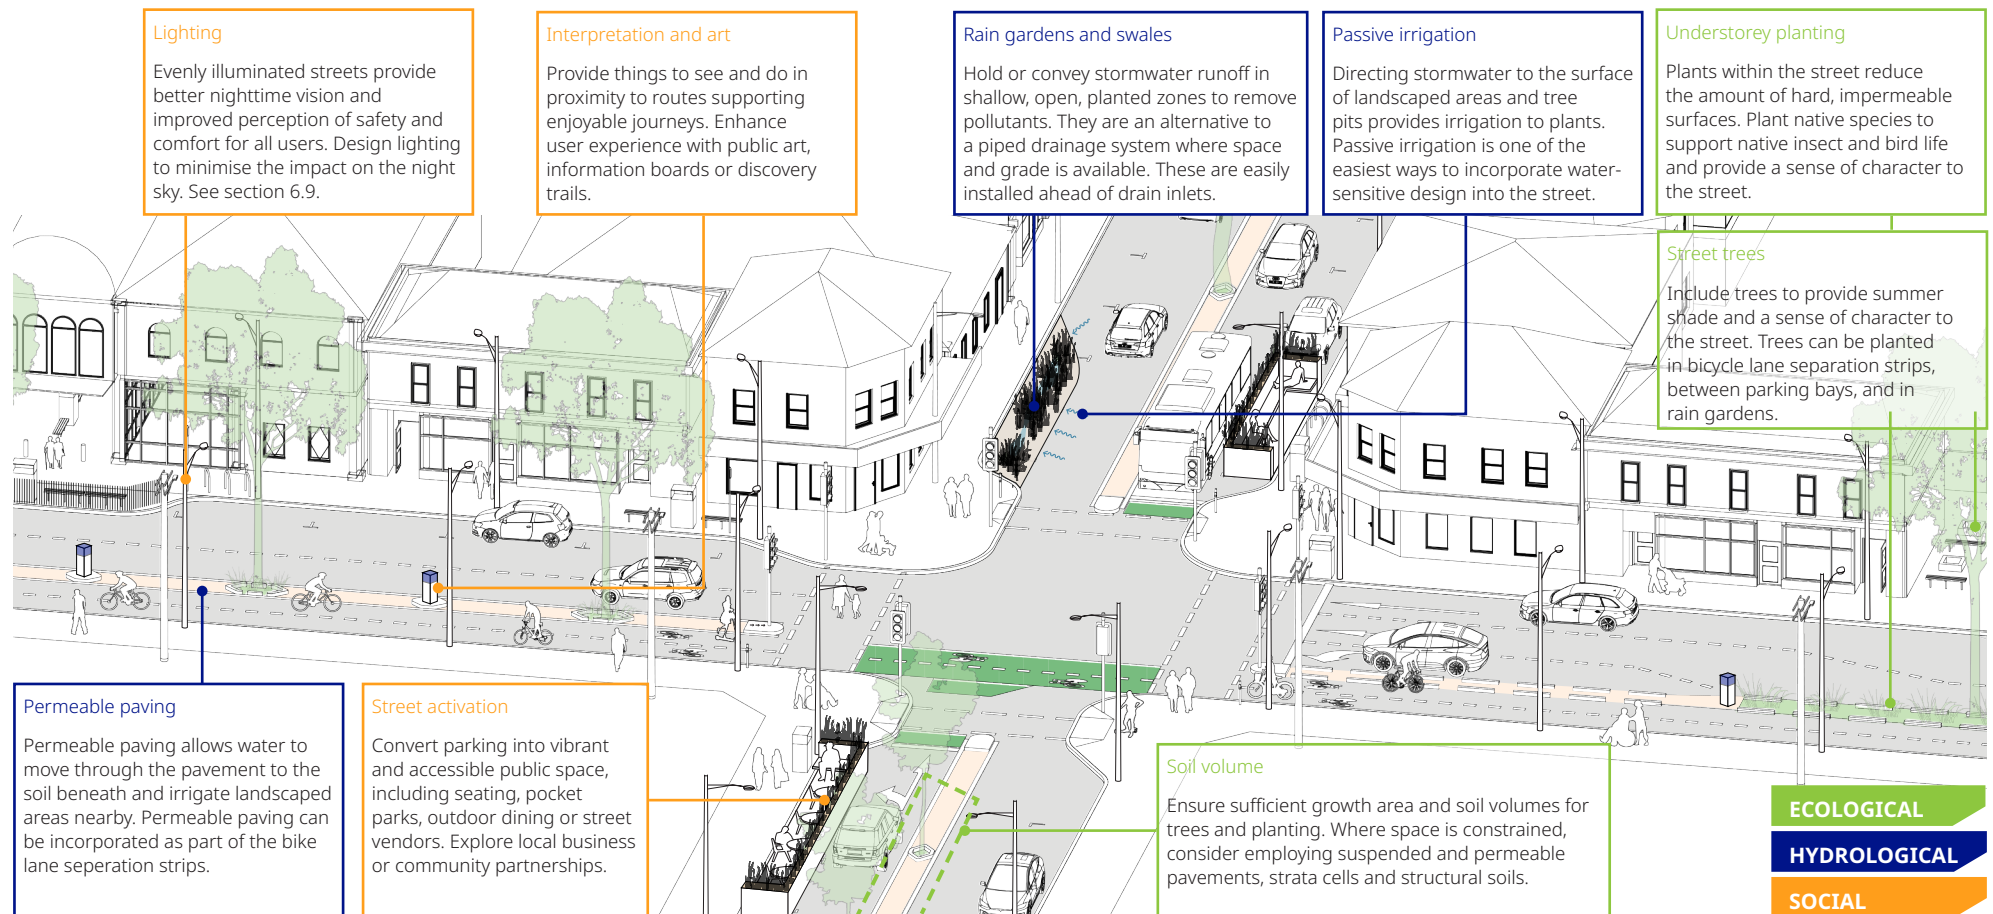 Lighting
Evenly illuminated streets provide
better nighttime vision and
improved perception of safety and
comfort for all users. Design lighting
to minimise the impact on the night
sky. See section 6.9.
Interpretation and art
Provide things to see and do in
proximity to routes supporting
enjoyable journeys. Enhance
user experience with public art,
information boards or discovery
trails.
Rain gardens and swales
Hold or convey stormwater runoff in
shallow, open, planted zones to remove
pollutants. They are an alternative to
a piped drainage system where space
and grade is available. These are easily
installed ahead of drain inlets.
Passive irrigation
Directing stormwater to the surface
of landscaped areas and tree
pits provides irrigation to plants.
Passive irrigation is one of the
easiest ways to incorporate water-
sensitive design into the street.
Understorey planting
Plants within the street reduce
the amount of hard, impermeable
surfaces. Plant native species to
support native insect and bird life
and provide a sense of character to
the street.
Street trees
Include trees to provide summer
shade and a sense of character to
the street. Trees can be planted
in bicycle lane separation strips,
between parking bays, and in
rain gardens.
Permeable paving
Permeable paving allows water to
move through the pavement to the
soil beneath and irrigate landscaped
areas nearby. Permeable paving can
be incorporated as part of the bike
lane seperation strips.
Street activation
Convert parking into vibrant
and accessible public space,
including seating, pocket
parks, outdoor dining or street
vendors. Explore local business
or community partnerships.
Soil volume
Ensure sufficient growth area and soil volumes for
trees and planting. Where space is constrained,
consider employing suspended and permeable
pavements, strata cells and structural soils.
ECOLOGICAL
HYDROLOGICAL
SOCIAL